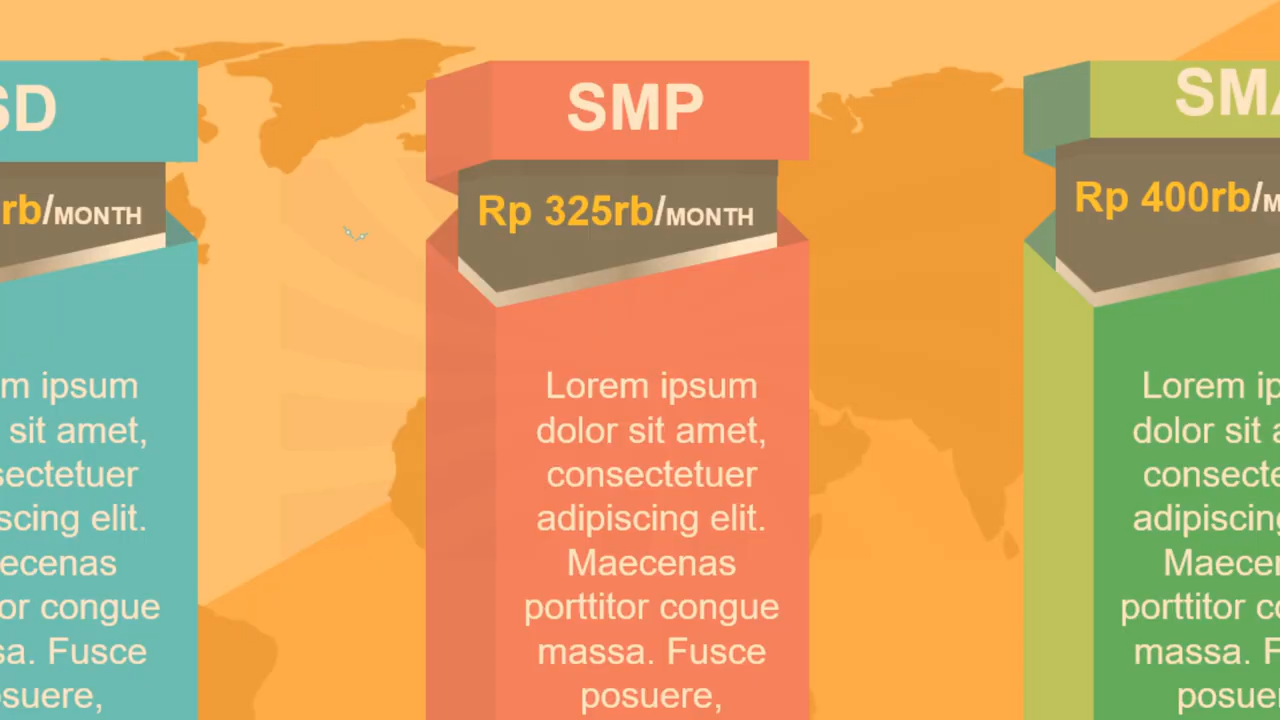 SD
rb/MONTH
m ipsum
sit amet,
sectetuer
scing elit.
ecenas
or congue
sa. Fusce
osuere,
SMP
Rp 325rb/MONTH
Lorem ipsum
dolor sit amet,
consectetuer
adipiscing elit.
Maecenas
porttitor congue
massa. Fusce
posuere,
SMA
Rp 400rb/M
Lorem ip
dolor sit a
consecte
adipiscing
Maecen
porttitor co
massa. F
posuer